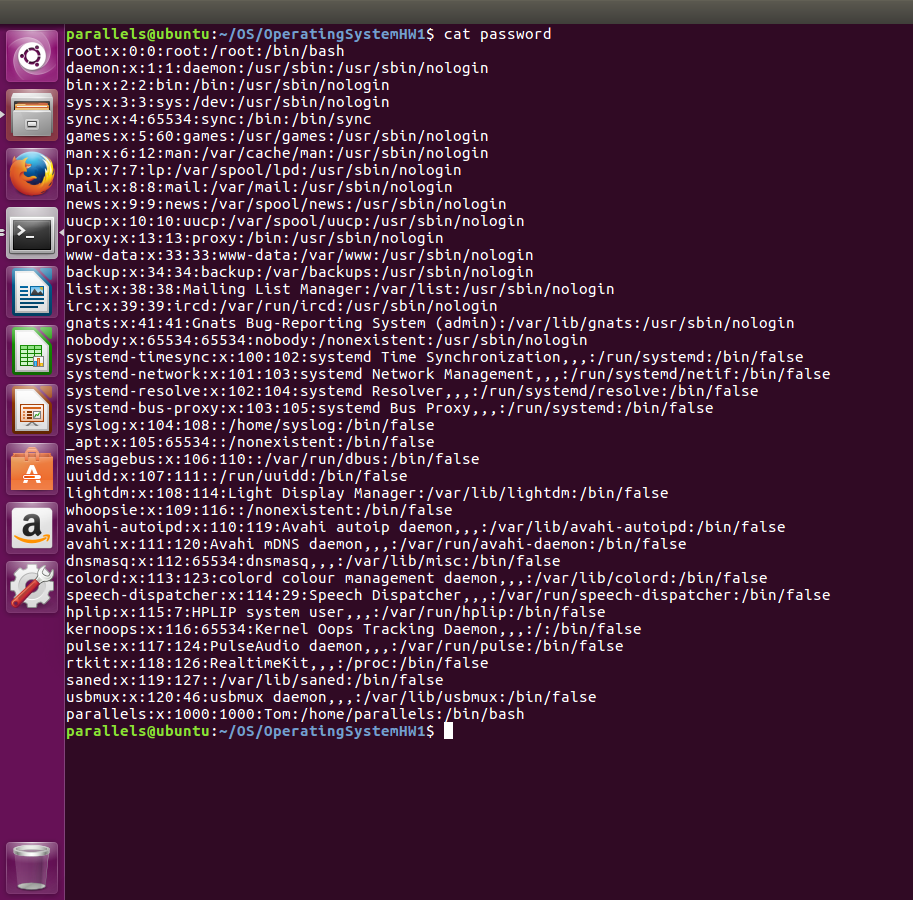 parallels@ubuntu:~/OS/OperatingSystemHW1$ cat password
root:x:0:0:root:/root:/bin/bash
daemon:x:1:1:daemon:/usr/sbin:/usr/sbin/nologin
bin:x:2:2:bin:/bin:/usr/sbin/nologin
sys:x:3:3:sys:/dev:/usr/sbin/nologin
sync:x:4:65534:sync:/bin:/bin/sync
games:x:5:60:games:/usr/games:/usr/sbin/nologin
man:x:6:12:man:/var/cache/man:/usr/sbin/nologin
lp:x:7:7:lp:/var/spool/lpd:/usr/sbin/nologin
mail:x:8:8:mail:/var/mail:/usr/sbin/nologin
news:x:9:9:news:/var/spool/news:/usr/sbin/nologin
uucp:x:10:10:uucp:/var/spool/uucp:/usr/sbin/nologin
proxy:x:13:13:proxy:/bin:/usr/sbin/nologin
www-data:x:33:33:www-data:/var/www:/usr/sbin/nologin
backup:x:34:34:backup:/var/backups:/usr/sbin/nologin
list:x:38:38:Mailing List Manager:/var/list:/usr/sbin/nologin
irc:x:39:39:ircd:/var/run/ircd:/usr/sbin/nologin
gnats:x:41:41:Gnats Bug-Reporting System (admin):/var/lib/gnats:/usr/sbin/nologin
nobody:x:65534:65534:nobody:/nonexistent:/usr/sbin/nologin
systemd-timesync:x:100:102:systemd Time Synchronization,,,:/run/systemd:/bin/false
systemd-network:x:101:103:systemd Network Management,,,:/run/systemd/netif:/bin/false
systemd-resolve:x:102:104:systemd Resolver,,,:/run/systemd/resolve:/bin/false
systemd-bus-proxy:x:103:105:systemd Bus Proxy,,,:/run/systemd:/bin/false
syslog:x:104:108::/home/syslog:/bin/false
_apt:x:105:65534::/nonexistent:/bin/false
messagebus:x:106:110::/var/run/dbus:/bin/false
uuidd:x:107:111::/run/uuidd:/bin/false
lightdm:x:108:114:Light Display Manager:/var/lib/lightdm:/bin/false
whoopsie:x:109:116::/nonexistent:/bin/false
avahi-autoipd:x:110:119:Avahi autoip daemon,,,:/var/lib/avahi-autoipd:/bin/false
avahi:x:111:120:Avahi mDNS daemon,,,:/var/run/avahi-daemon:/bin/false
dnsmasq:x:112:65534:dnsmasq,,,:/var/lib/misc:/bin/false
colord:x:113:123:colord colour management daemon,,,:/var/lib/colord:/bin/false
speech-dispatcher:x:114:29:Speech Dispatcher,,,:/var/run/speech-dispatcher:/bin/false
hplip:x:115:7:HPLIP system user,,,:/var/run/hplip:/bin/false
kernoops:x:116:65534:Kernel Oops Tracking Daemon,,,:/:/bin/false
pulse:x:117:124:PulseAudio daemon,,,:/var/run/pulse:/bin/false
rtkit:x:118:126:RealtimeKit,,,:/proc:/bin/false
saned:x:119:127::/var/lib/saned:/bin/false
usbmux:x:120:46:usbmux daemon,,,:/var/lib/usbmux:/bin/false
parallels:x:1000:1000:Tom:/home/parallels:/bin/bash
parallels@ubuntu:~/OS/OperatingSystemHW1$